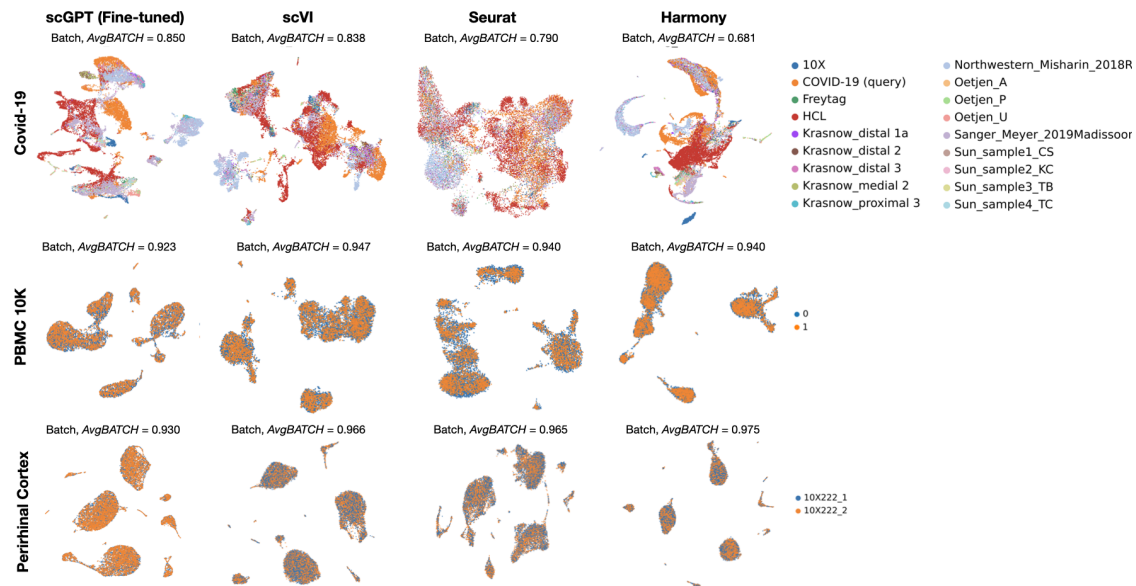 scGPT (Fine-tuned) scVI Seurat Harmony
Batch, AvgBATCH = 0.850 Batch, AvgBATCH = 0.838 Batch, AvgBATCH = 0.790 Batch, AvgBATCH = 0.681
Covid-19
10X
COVID-19 (query)
Freytag
HCL
Krasnow_distal 1a
Krasnow_distal 2
Krasnow_distal 3
Krasnow_medial 2
Krasnow_proximal 3
Northwestern_Misharin_2018R
Oetjen_A
Oetjen_P
Oetjen_U
Sanger_Meyer_2019Madissoor
Sun_sample1_CS
Sun_sample2_KC
Sun_sample3_TB
Sun_sample4_TC
Batch, AvgBATCH = 0.923 Batch, AvgBATCH = 0.947 Batch, AvgBATCH = 0.940 Batch, AvgBATCH = 0.940
PBMC 10K
0
1
Batch, AvgBATCH = 0.930 Batch, AvgBATCH = 0.966 Batch, AvgBATCH = 0.965 Batch, AvgBATCH = 0.975
Perirhinal Cortex
10X222_1
10X222_2